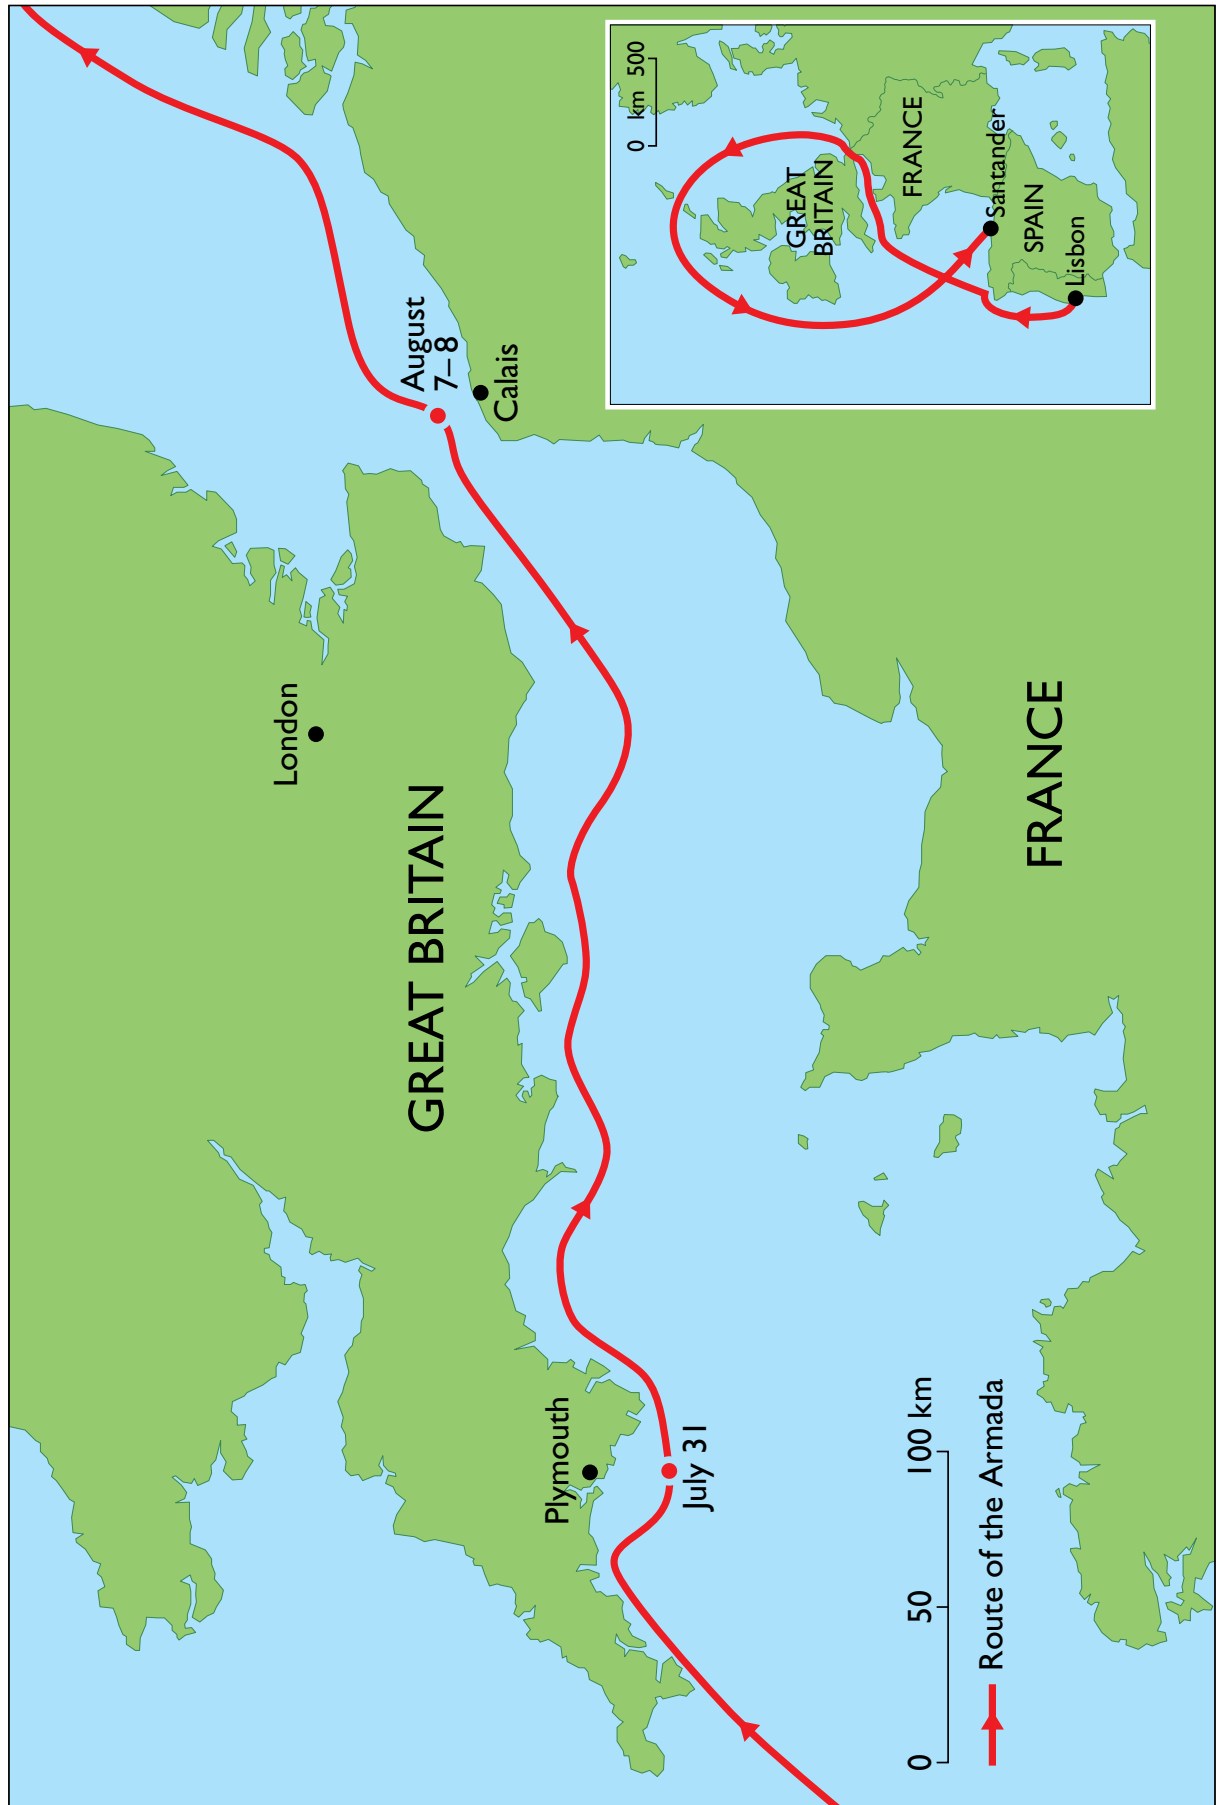 London
GREAT BRITAIN
Plymouth
July 31
August
7–8
Calais
FRANCE
0 50 100 km
Route of the Armada
0 km 500
GREAT
BRITAIN
FRANCE
Santander
SPAIN
Lisbon